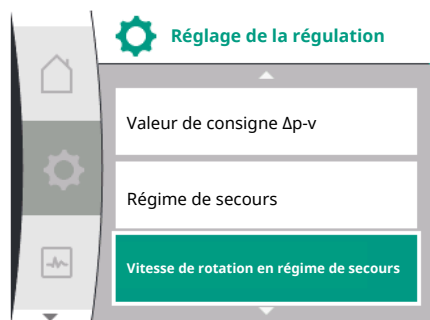 Réglage de la régulation
Valeur de consigne Δp-v
Régime de secours
Vitesse de rotation en régime de secours